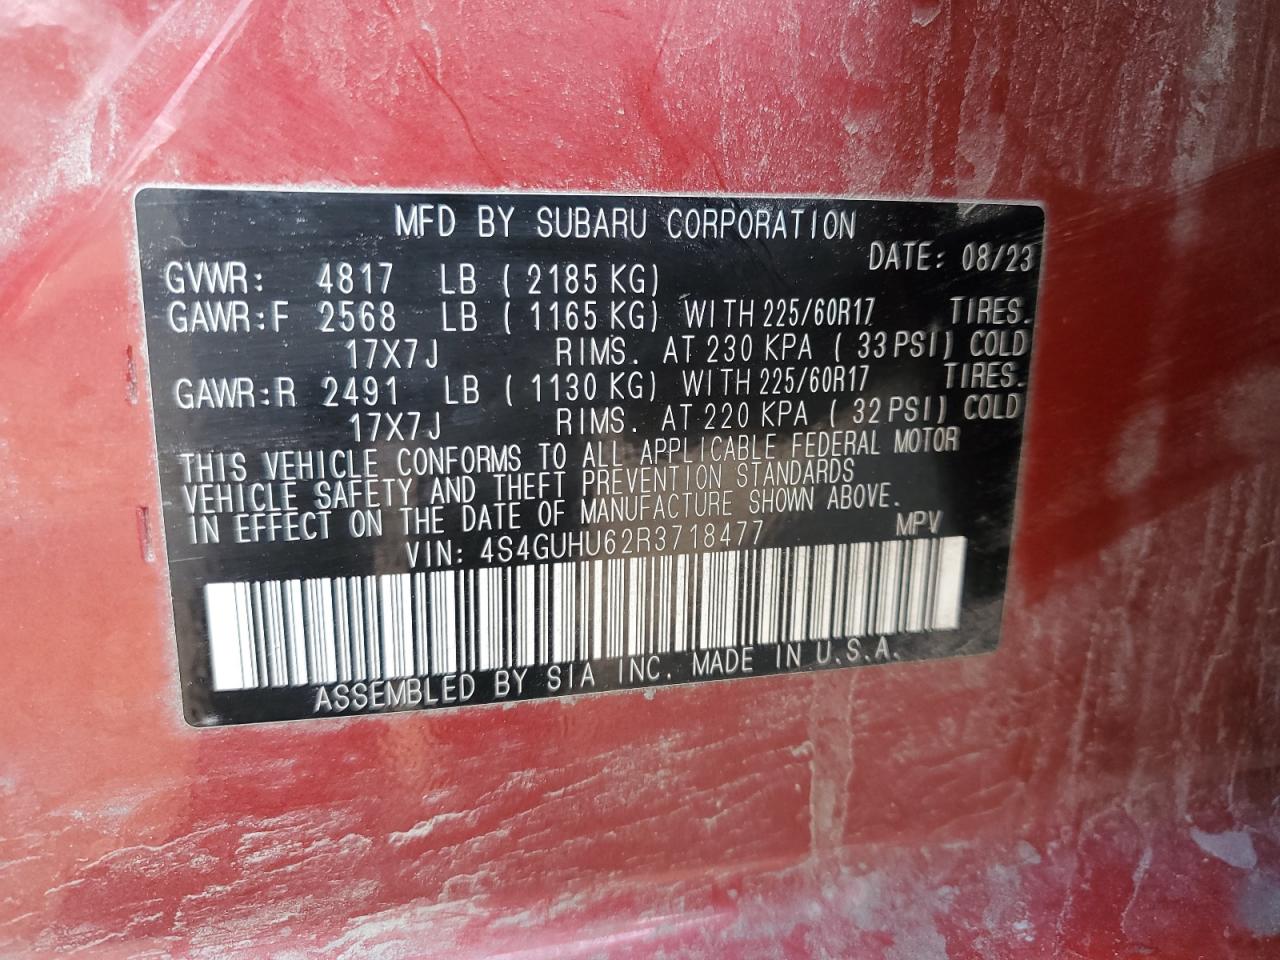 MFD BY SUBARU CORPORATION
DATE: 08/23
GVWR: 4817 LB ( 2185 KG)
GAWR:F 2568 LB ( 1165 KG) WITH 225/60R17 TIRES.
17X7J RIMS. AT 230 KPA ( 33 PSI) COLD
GAWR:R 2491 LB ( 1130 KG) WITH 225/60R17 TIRES.
17X7J RIMS. AT 220 KPA ( 32 PSI) COLD
THIS VEHICLE CONFORMS TO ALL APPLICABLE FEDERAL MOTOR
VEHICLE SAFETY AND THEFT PREVENTION STANDARDS
IN EFFECT ON THE DATE OF MANUFACTURE SHOWN ABOVE.
VIN: 4S4GUHU62R3718477 MPV
ASSEMBLED BY SIA INC. MADE IN U.S.A.